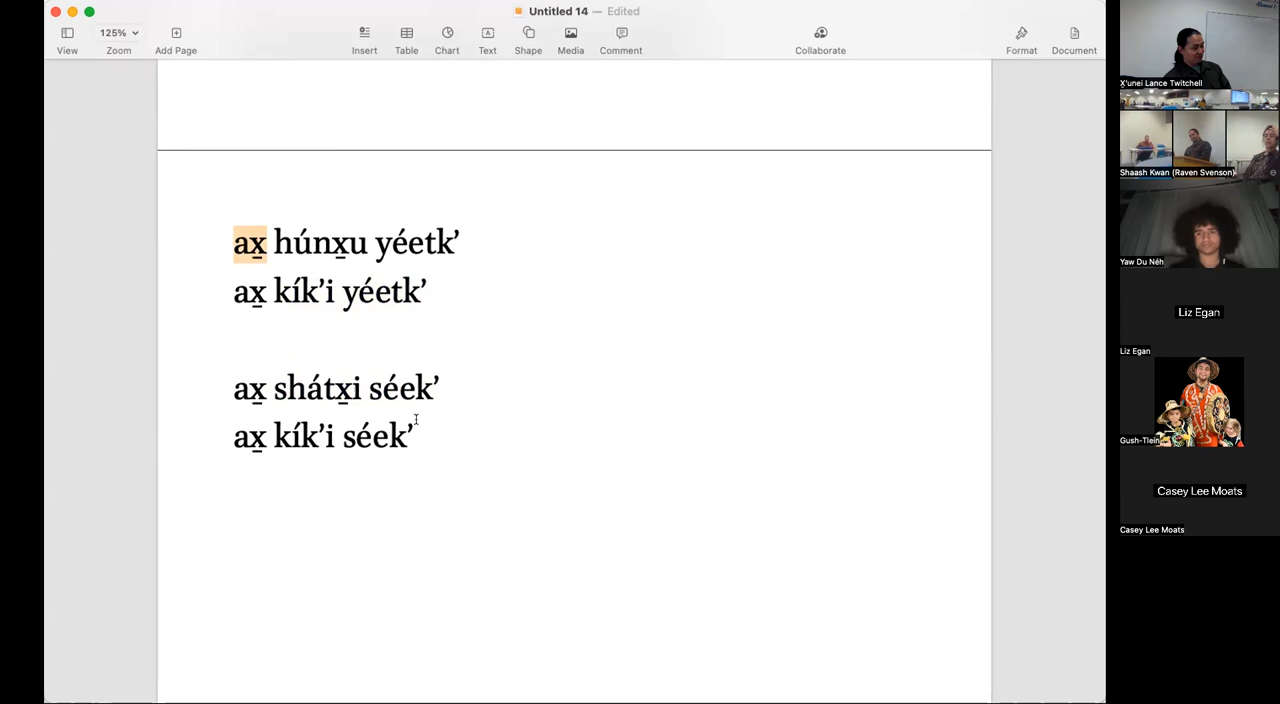 Untitled 14 — Edited
125%
View
Zoom
Add Page
Insert
Table
Chart
Text
Shape
Media
Comment
Collaborate
Format
Document
ax̱ húnx̱u yéetk’
ax̱ kík’i yéetk’
ax̱ shátx̱i séek’
ax̱ kík’i séek’
X̱'unei Lance Twitchell
Shaash Kwan (Raven Svenson)
Yaw Du Néh
Liz Egan
Liz Egan
Gush-Tlein
Casey Lee Moats
Casey Lee Moats